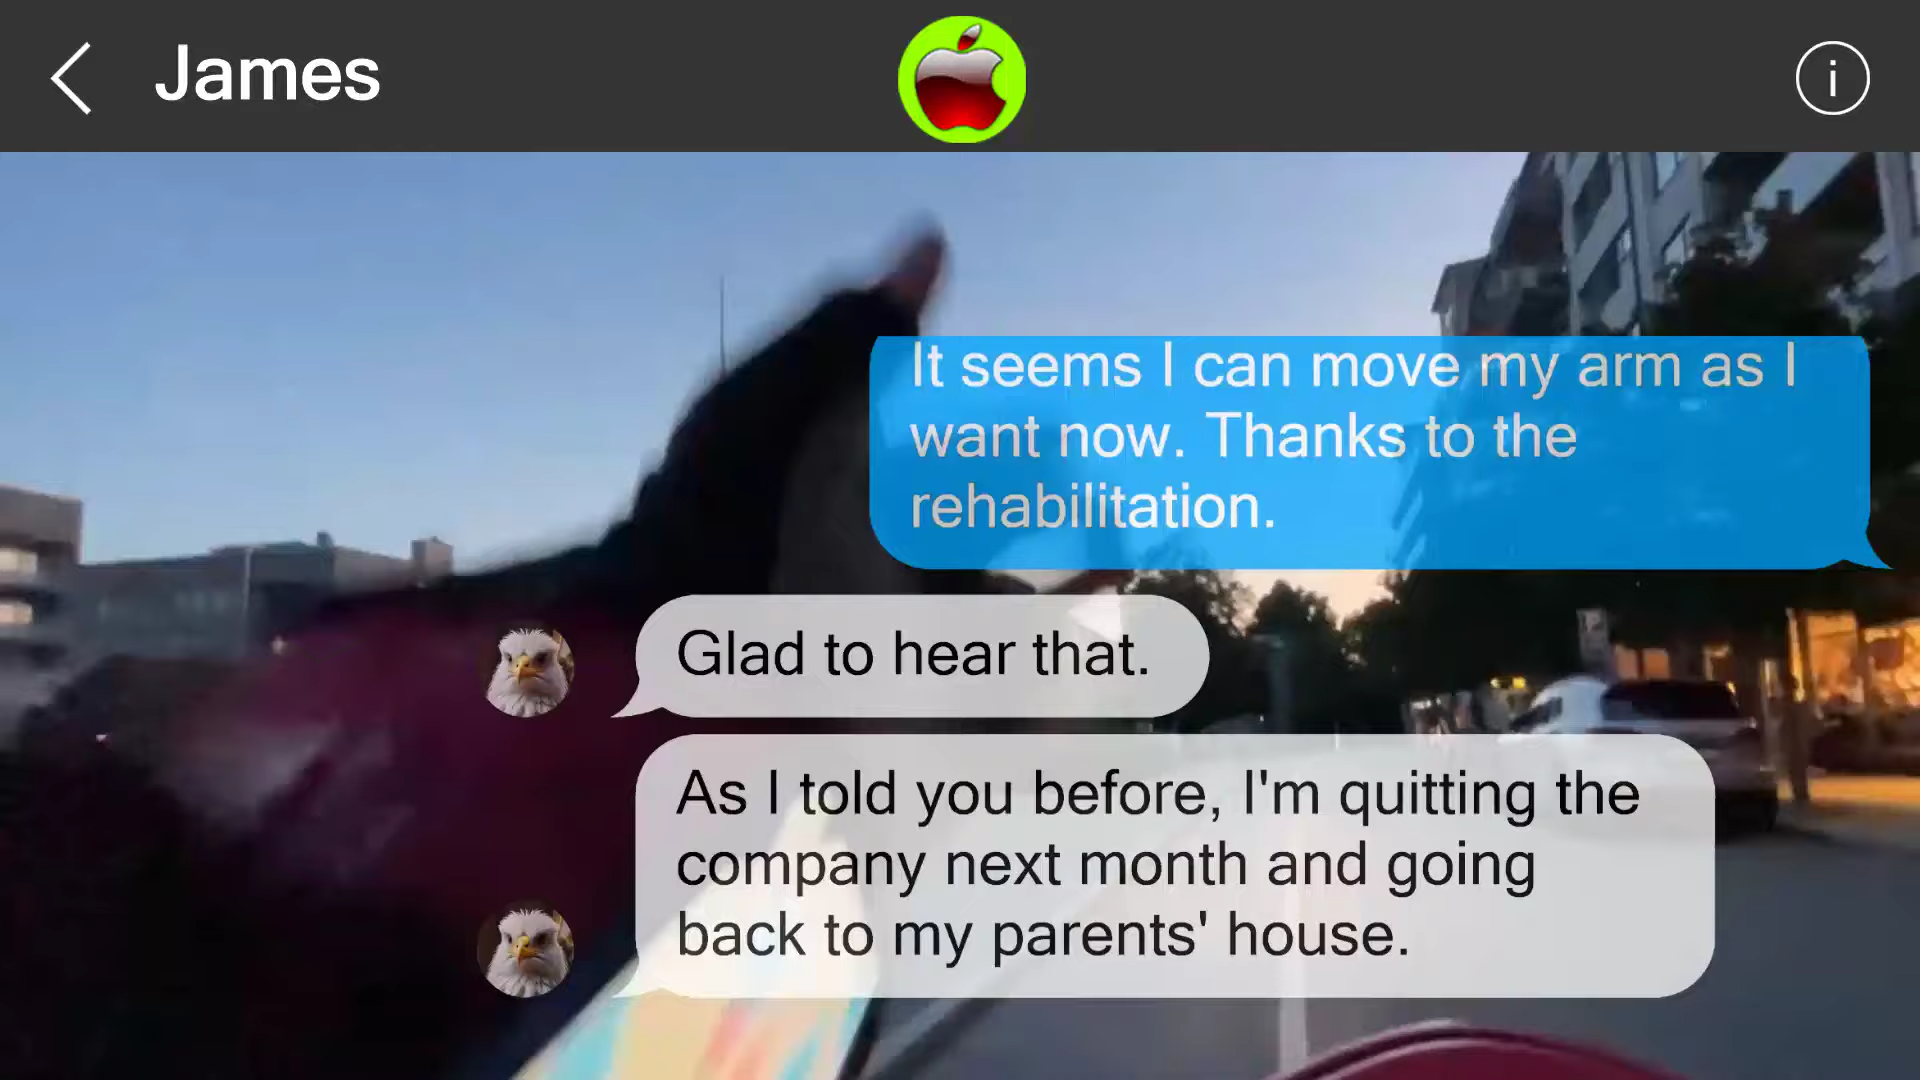 James
It seems I can move my arm as I
want now. Thanks to the
rehabilitation.
Glad to hear that.
As I told you before, I'm quitting the
company next month and going
back to my parents' house.